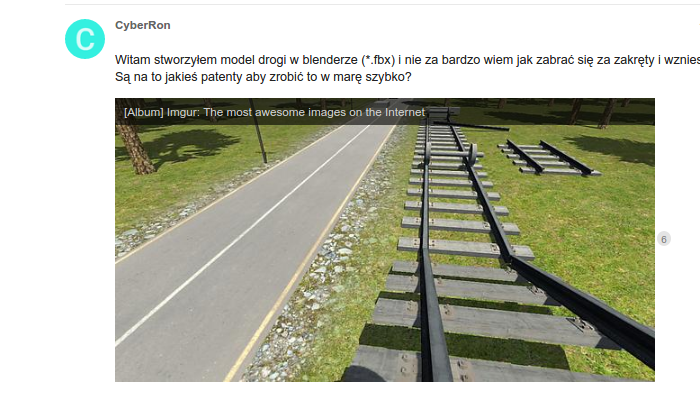 CyberRon
C
Witam stworzyłem model drogi w blenderze (*.fbx) i nie za bardzo wiem jak zabrać się za zakręty i
Są na to jakieś patenty aby zrobić to w marę szybko?
[Album] Imgur: The most awesome images on the Internet
6